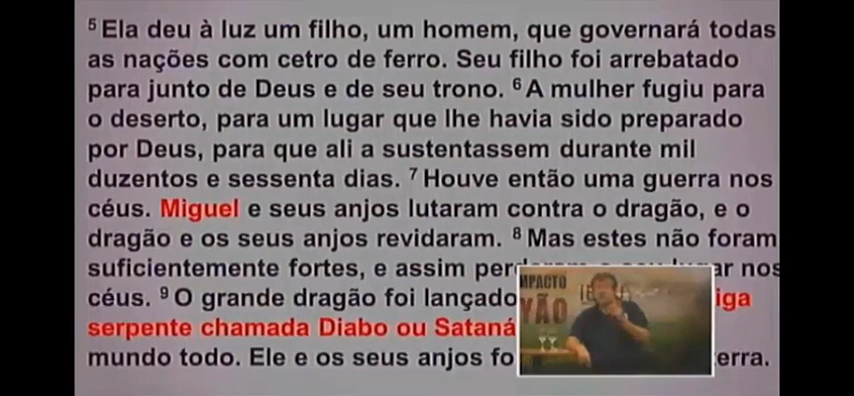 ⁵ Ela deu à luz um filho, um homem, que governará todas
as nações com cetro de ferro. Seu filho foi arrebatado
para junto de Deus e de seu trono. ⁶ A mulher fugiu para
o deserto, para um lugar que lhe havia sido preparado
por Deus, para que ali a sustentassem durante mil
duzentos e sessenta dias. ⁷ Houve então uma guerra nos
céus. Miguel e seus anjos lutaram contra o dragão, e o
dragão e os seus anjos revidaram. ⁸ Mas estes não foram
suficientemente fortes, e assim lugar nos
céus. ⁹ O grande dragão foi lançado iga
serpente chamada Diabo ou Sataná
mundo todo. Ele e os seus anjos fo erra.
MPACTO
YÃO